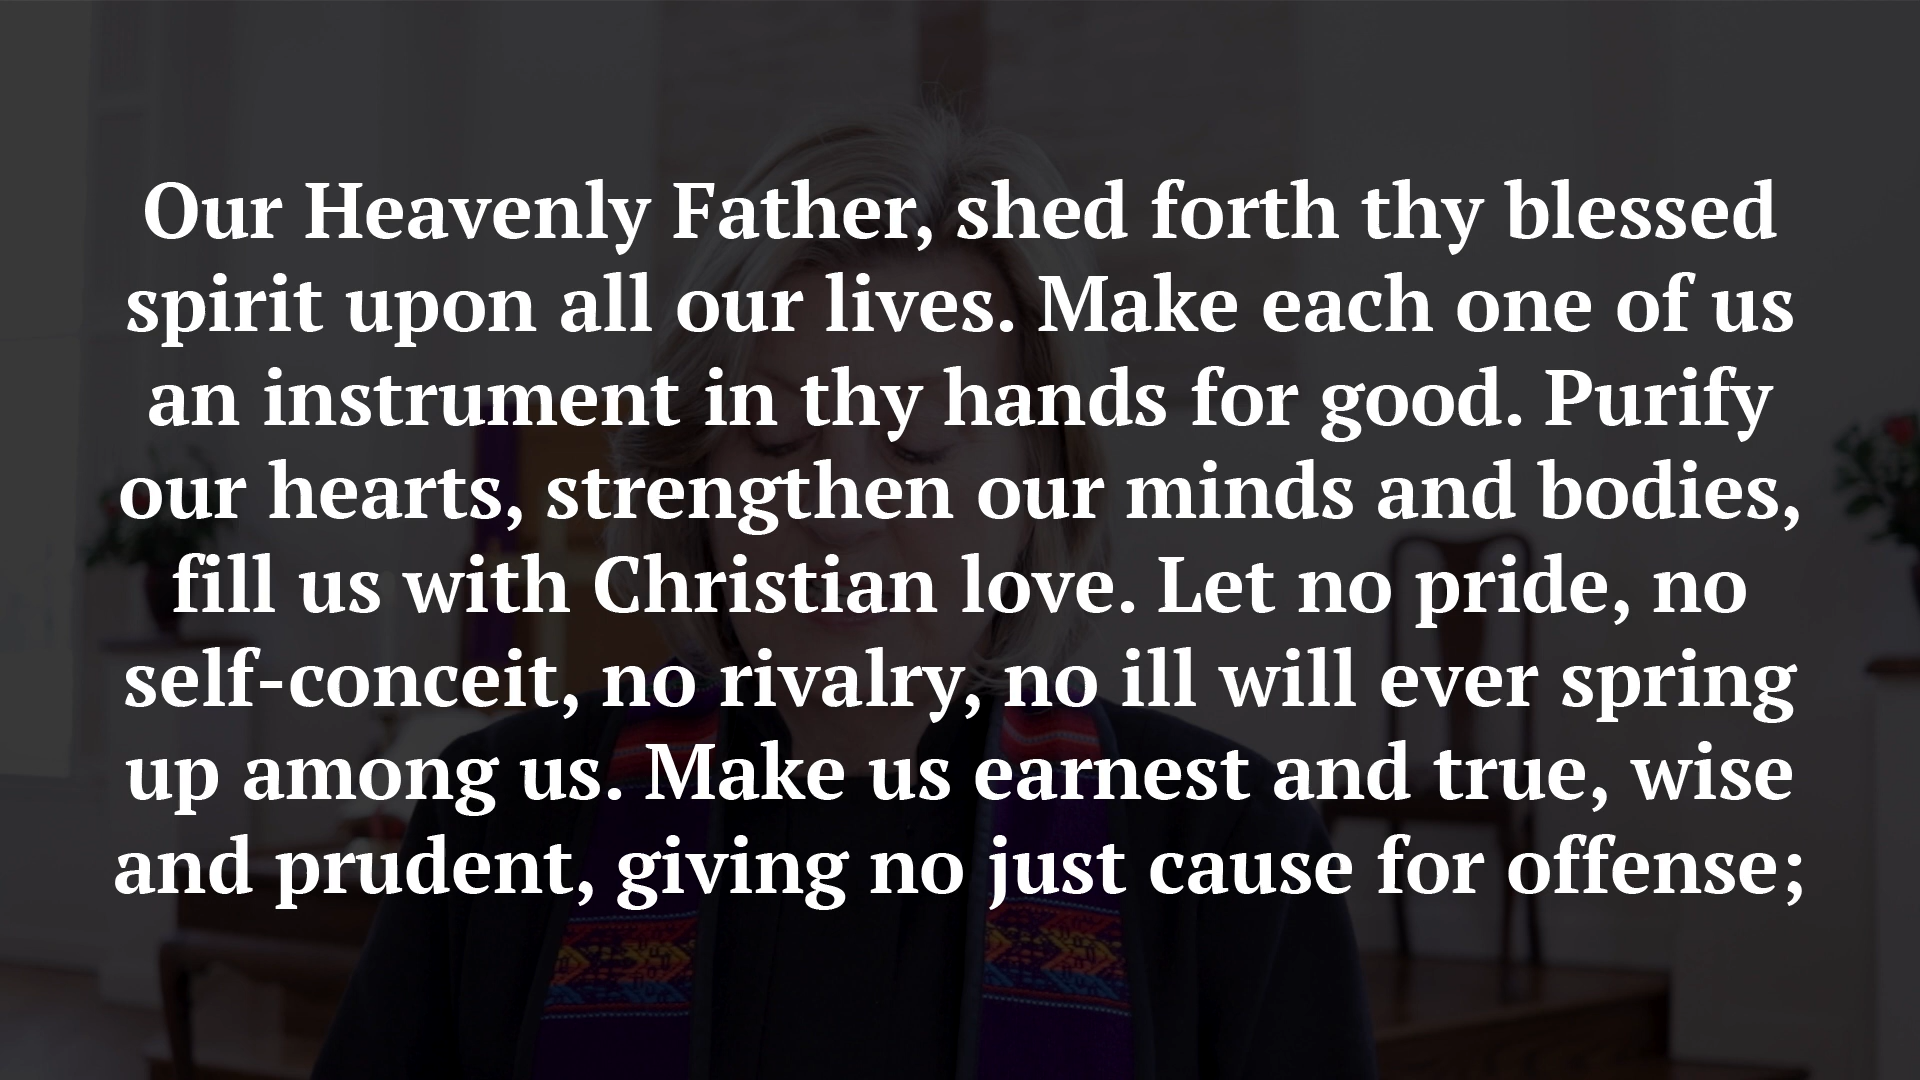 Our Heavenly Father, shed forth thy blessed
spirit upon all our lives. Make each one of us
an instrument in thy hands for good. Purify
our hearts, strengthen our minds and bodies,
fill us with Christian love. Let no pride, no
self-conceit, no rivalry, no ill will ever spring
up among us. Make us earnest and true, wise
and prudent, giving no just cause for offense;